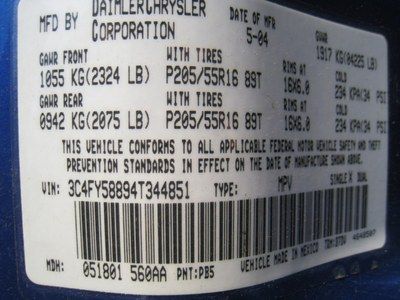 MFD BY DAIMLERCHRYSLER CORPORATION
DATE OF MFR 5-04
GVWR 1917 KG(04225 LB)
GAWR FRONT WITH TIRES RIMS AT COLD
1055 KG(2324 LB) P205/55R16 89T 16X6.0 234 KPA(34 PSI
GAWR REAR WITH TIRES RIMS AT COLD
0942 KG(2075 LB) P205/55R16 89T 16X6.0 234 KPA(34 PSI
THIS VEHICLE CONFORMS TO ALL APPLICABLE FEDERAL MOTOR VEHICLE SAFETY AND THEFT
PREVENTION STANDARDS IN EFFECT ON THE DATE OF MANUFACTURE SHOWN ABOVE
VIN: 3C4FY58894T344851 TYPE: MPV SINGLE X DUAL
MDH: 051801 560AA PNT:PB5 VEHICLE MADE IN MEXICO